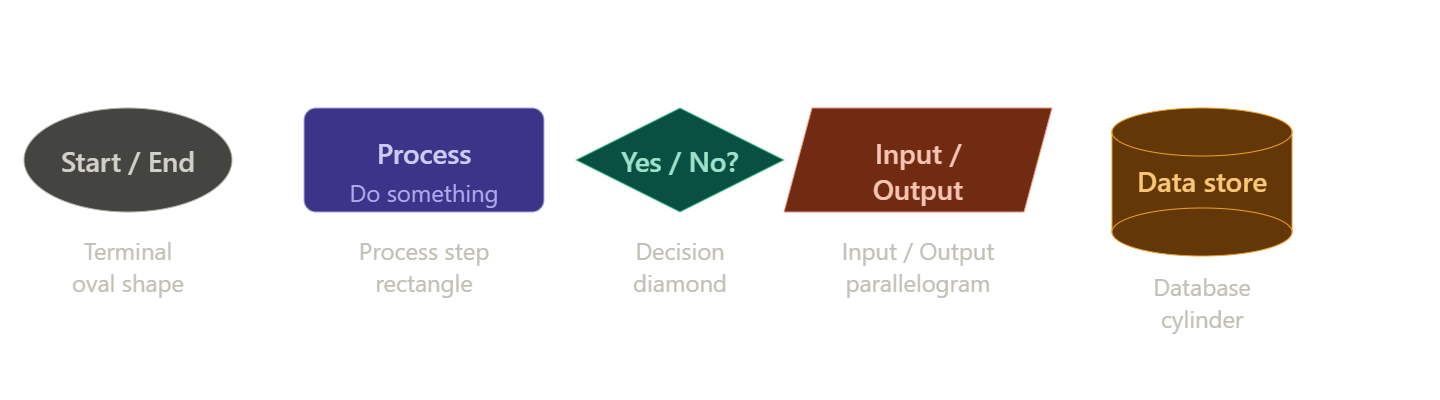 Start / End
Process
Do something
Yes / No?
Input /
Output
Data store
Terminal
oval shape
Process step
rectangle
Decision
diamond
Input / Output
parallelogram
Database
cylinder